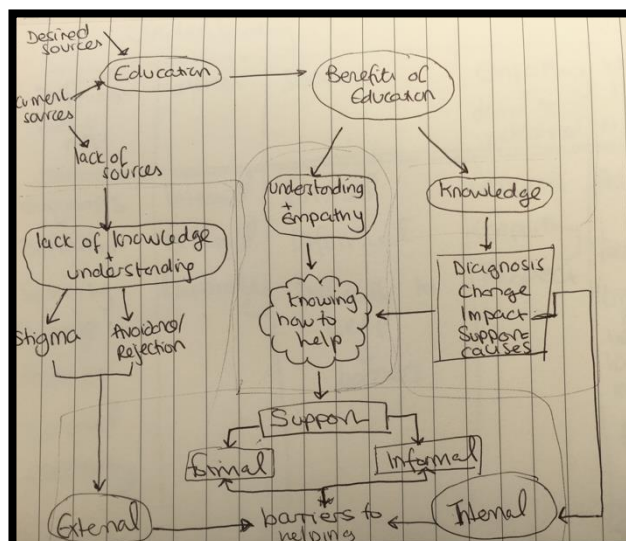 Desired
sources
Education
Benefits of
Education
current
sources
lack of
sources
understanding
+
Empathy
Knowledge
lack of knowledge
+
understanding
Diagnosis
Change
Impact
Support
causes
knowing
how to
help
Stigma
Avoidance/
Rejection
Support
Formal
Informal
External
barriers to
helping
Internal